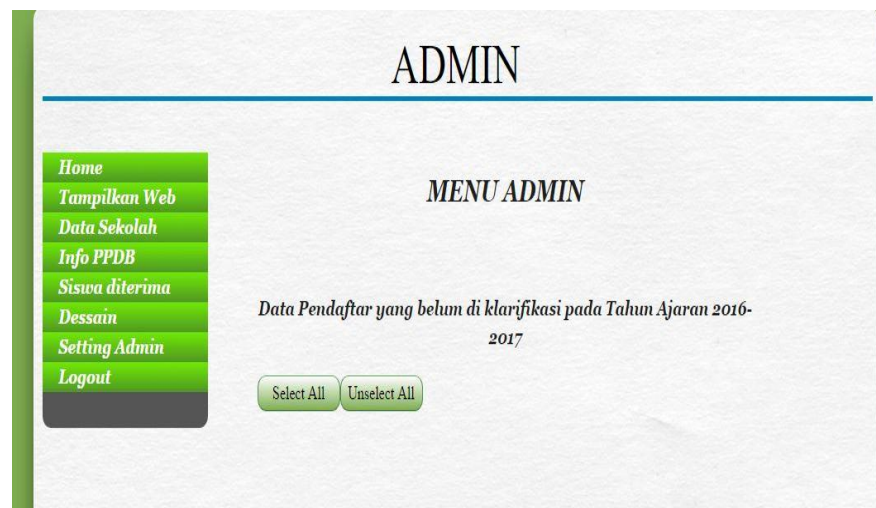 ADMIN
Home
Tampilkan Web
Data Sekolah
Info PPDB
Siswa diterima
Dessain
Setting Admin
Logout
MENU ADMIN
Data Pendaftar yang belum di klarifikasi pada Tahun Ajaran 2016-
2017
Select All Unselect All